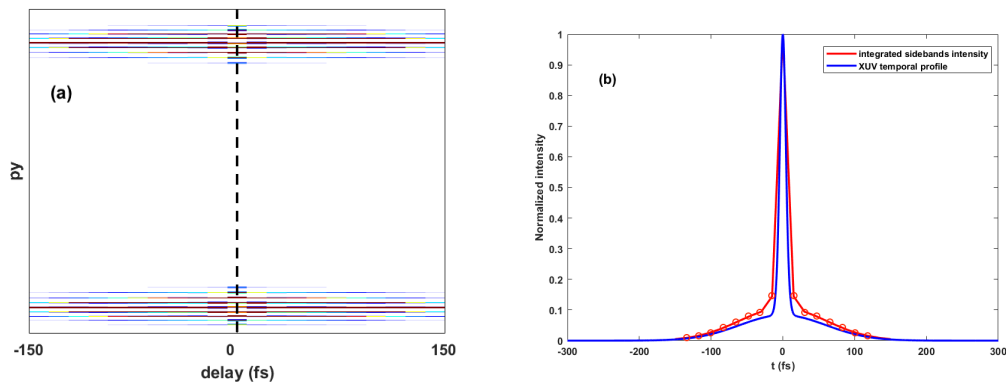 (a)
py
-150
0
150
delay (fs)
(b)
integrated sidebands intensity
XUV temporal profile
Normalized intensity
1
0.9
0.8
0.7
0.6
0.5
0.4
0.3
0.2
0.1
0
-300
-200
-100
0
100
200
300
t (fs)